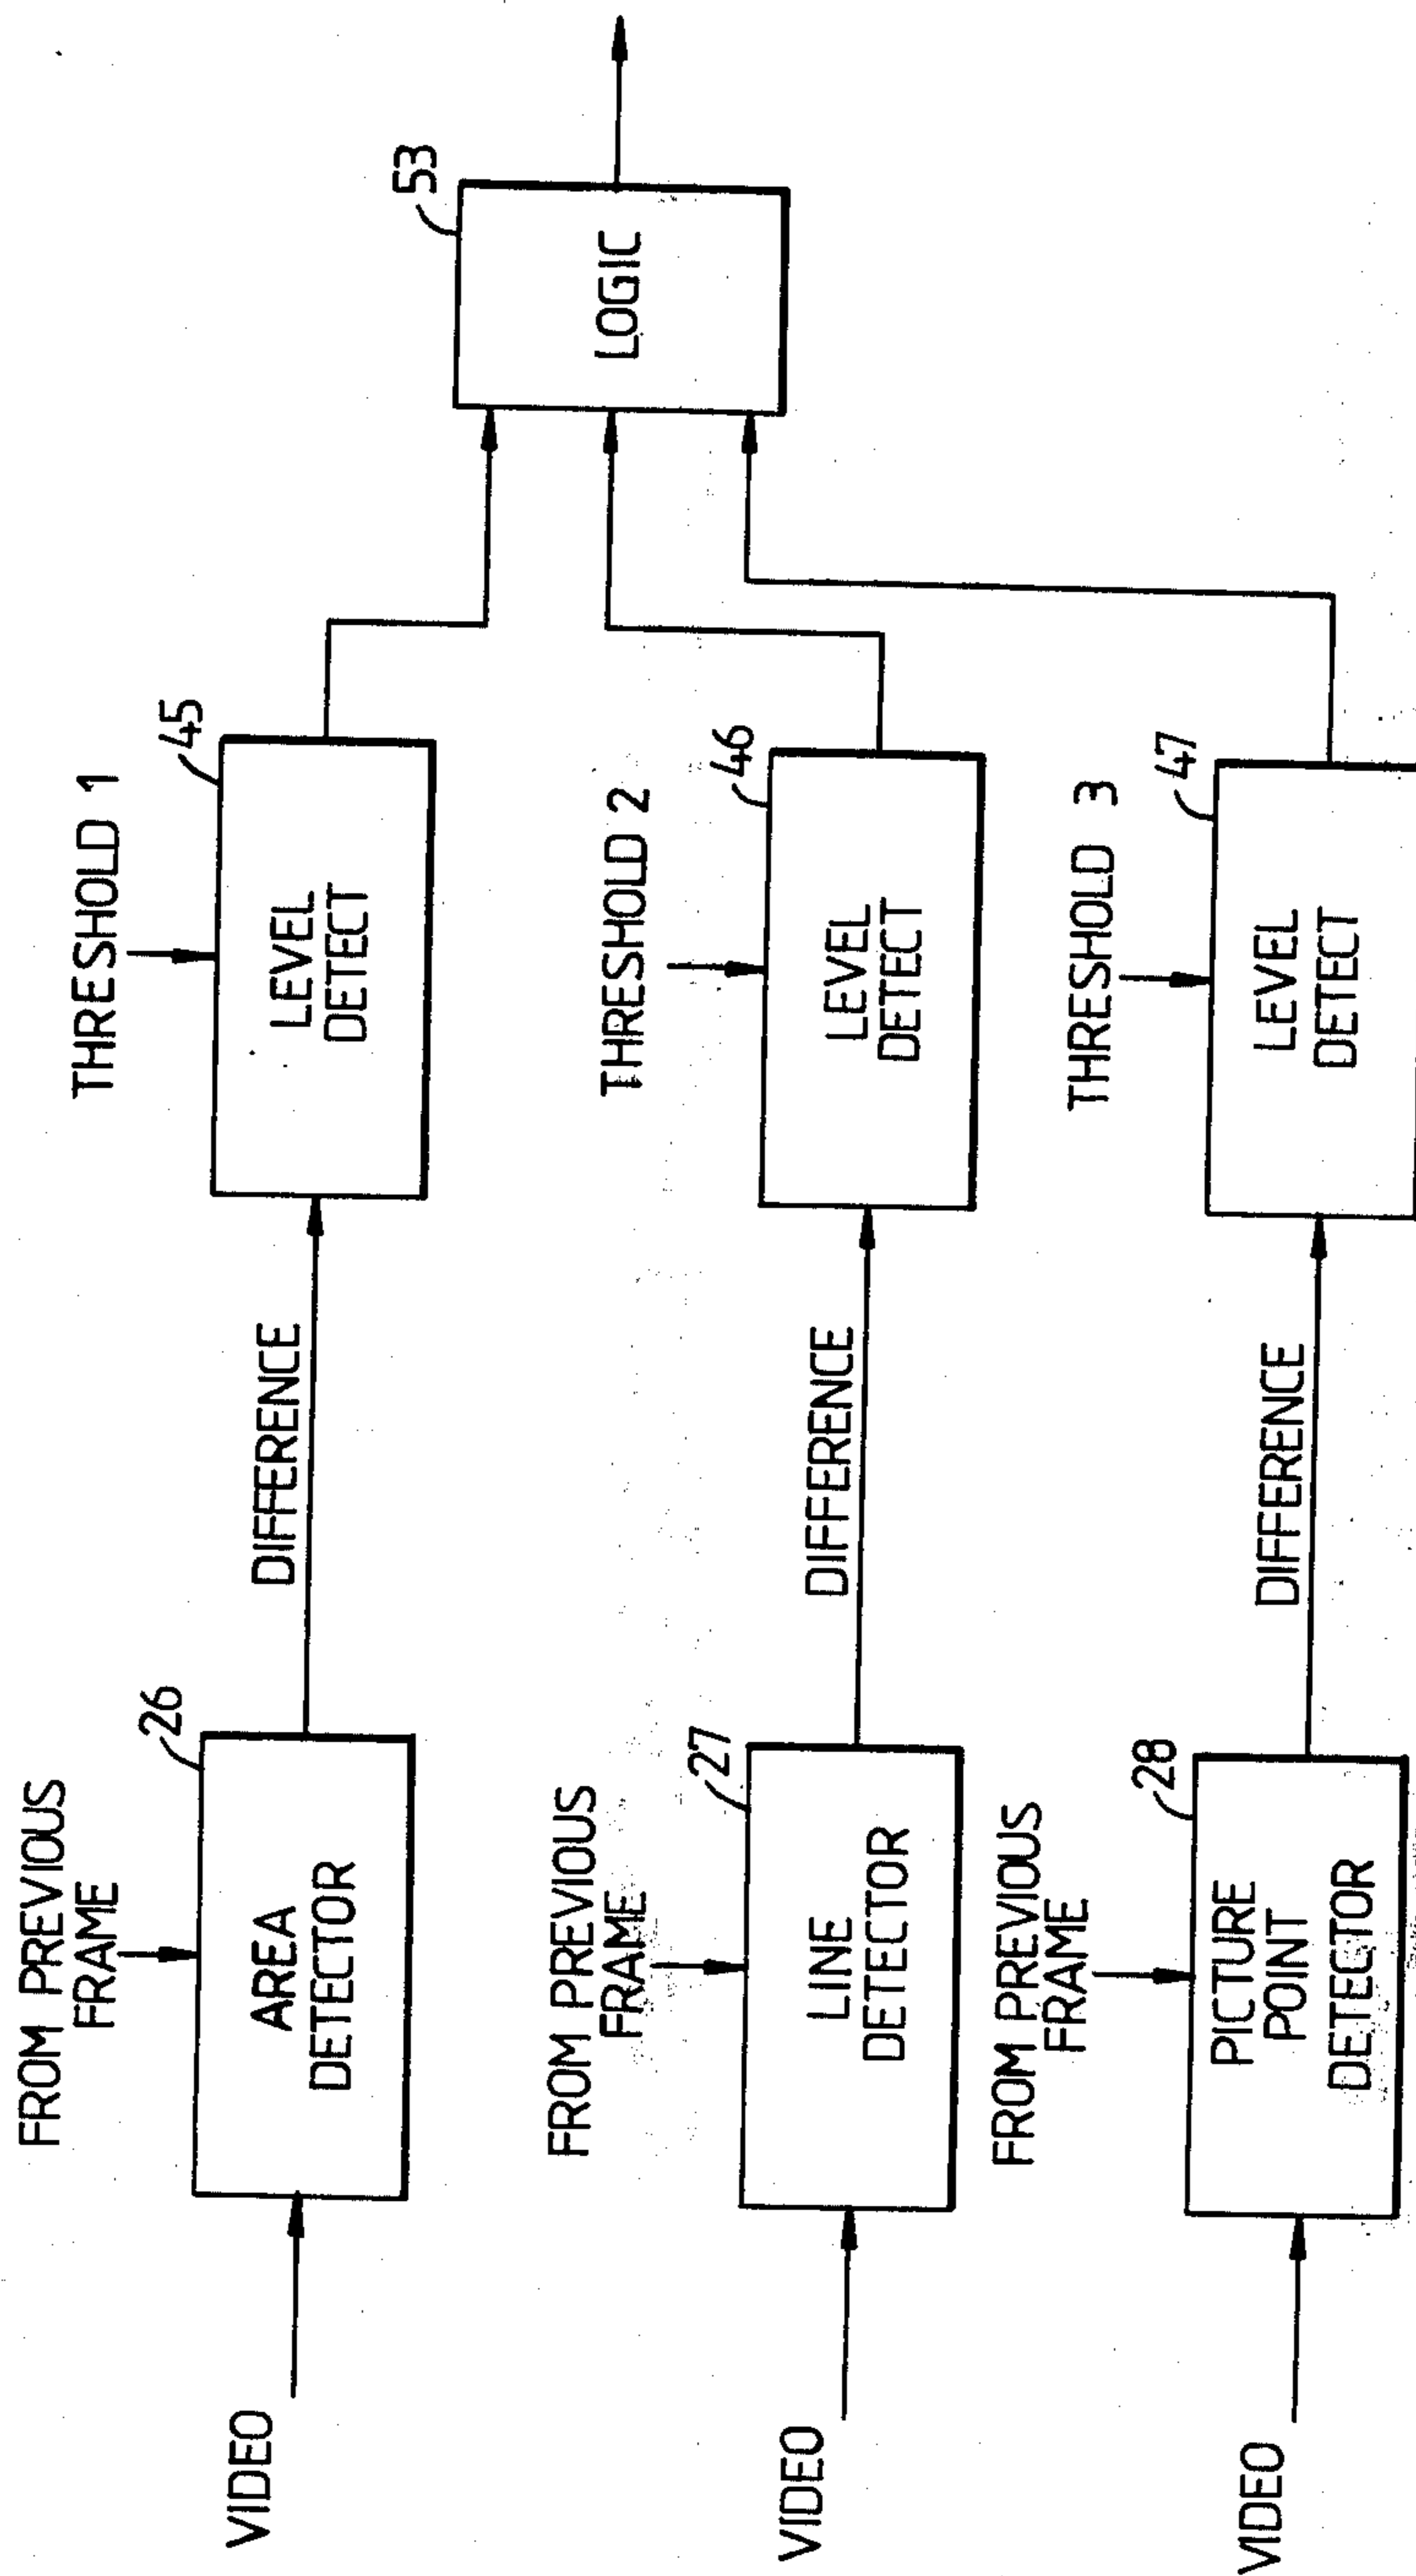 FROM PREVIOUS
FRAME
26
VIDEO
AREA
DETECTOR
DIFFERENCE
THRESHOLD 1
45
LEVEL
DETECT
53
LOGIC
FROM PREVIOUS
FRAME
27
VIDEO
LINE
DETECTOR
DIFFERENCE
THRESHOLD 2
46
LEVEL
DETECT
FROM PREVIOUS
FRAME
28
VIDEO
PICTURE
POINT
DETECTOR
DIFFERENCE
THRESHOLD 3
47
LEVEL
DETECT